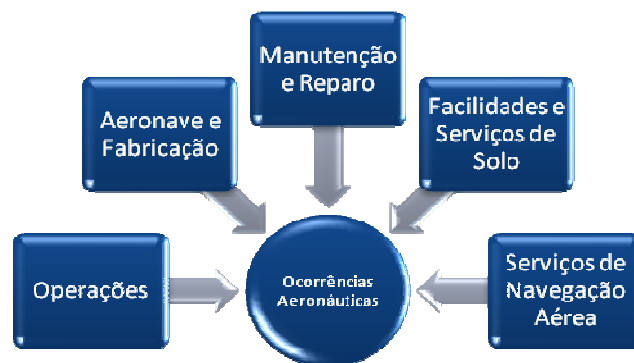 Manutenção
e Reparo
Aeronave e
Fabricação
Facilidades e
Serviços de
Solo
Operações
Ocorrências
Aeronáuticas
Serviços de
Navegação
Aérea